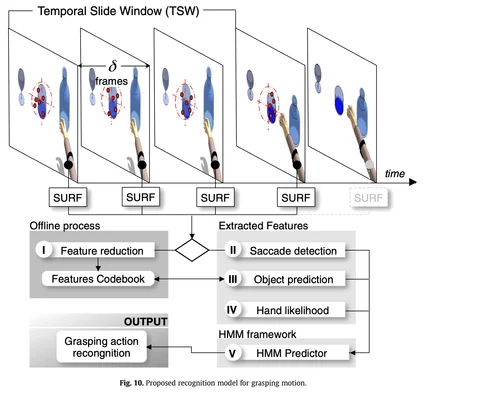 Temporal Slide Window (TSW)
δ
frames
time
SURF
SURF
SURF
SURF
SURF
Offline process
Extracted Features
I Feature reduction
II Saccade detection
Features Codebook
III Object prediction
IV Hand likelihood
OUTPUT
HMM framework
Grasping action
recongnition
V HMM Predictor
Fig. 10. Proposed recognition model for grasping motion.